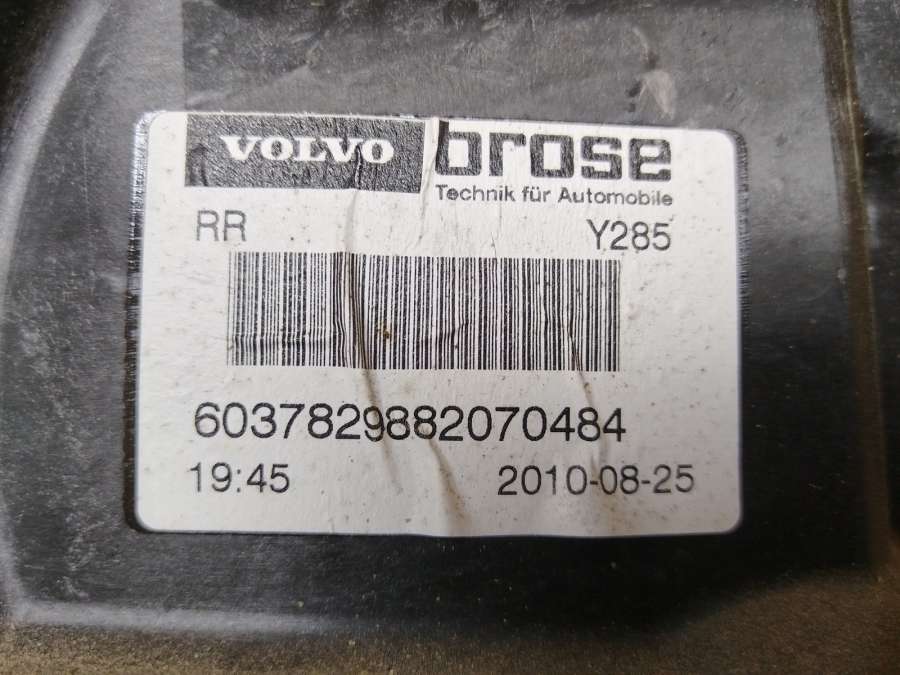 VOLVO brose
Technik für Automobile
RR Y285
6037829882070484
19:45 2010-08-25